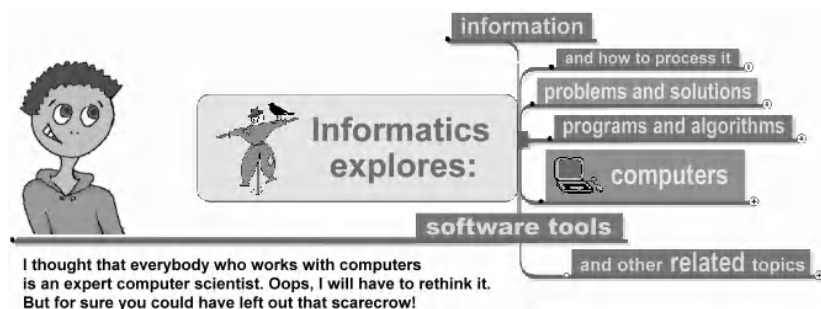 information
and how to process it
problems and solutions
Informatics
explores:
programs and algorithms
computers
software tools
and other related topics
I thought that everybody who works with computers
is an expert computer scientist. Oops, I will have to rethink it.
But for sure you could have left out that scarecrow!